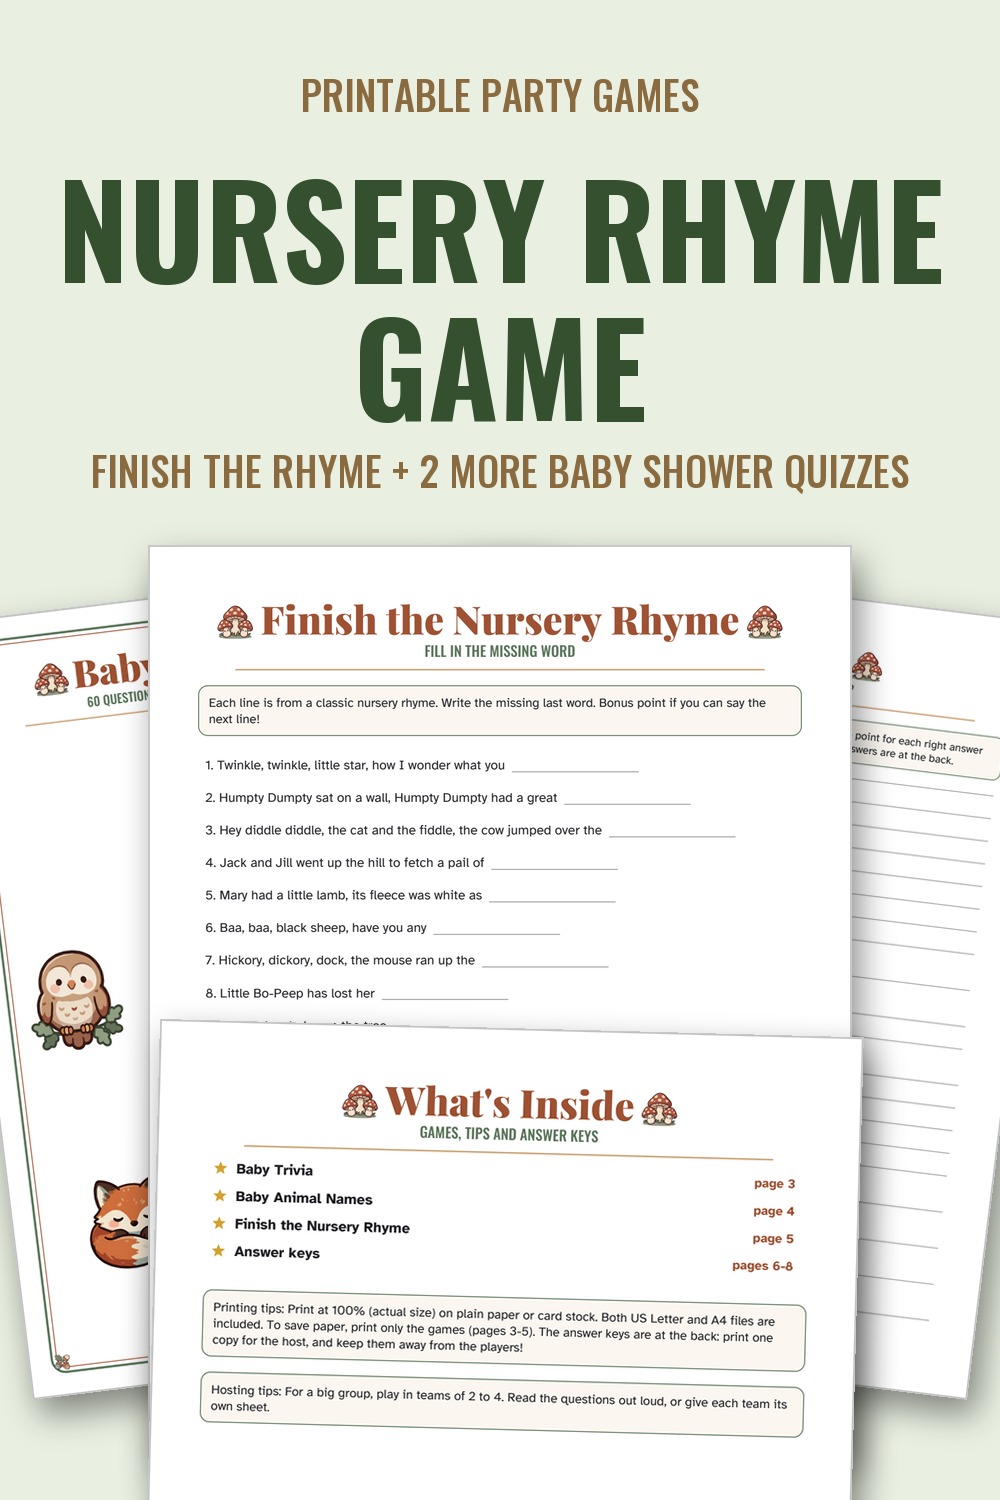 PRINTABLE PARTY GAMES
NURSERY RHYME
GAME
FINISH THE RHYME + 2 MORE BABY SHOWER QUIZZES
Finish the Nursery Rhyme
FILL IN THE MISSING WORD
Each line is from a classic nursery rhyme. Write the missing last word. Bonus point if you can say the
next line!
1. Twinkle, twinkle, little star, how I wonder what you
2. Humpty Dumpty sat on a wall, Humpty Dumpty had a great
3. Hey diddle diddle, the cat and the fiddle, the cow jumped over the
4. Jack and Jill went up the hill to fetch a pail of
5. Mary had a little lamb, its fleece was white as
6. Baa, baa, black sheep, have you any
7. Hickory, dickory, dock, the mouse ran up the
8. Little Bo-Peep has lost her
Baby
60 QUESTION
point for each right answer
answers are at the back.
What's Inside
GAMES, TIPS AND ANSWER KEYS
Baby Trivia page 3
Baby Animal Names page 4
Finish the Nursery Rhyme page 5
Answer keys pages 6-8
Printing tips: Print at 100% (actual size) on plain paper or card stock. Both US Letter and A4 files are
included. To save paper, print only the games (pages 3-5). The answer keys are at the back: print one
copy for the host, and keep them away from the players!
Hosting tips: For a big group, play in teams of 2 to 4. Read the questions out loud, or give each team its
own sheet.